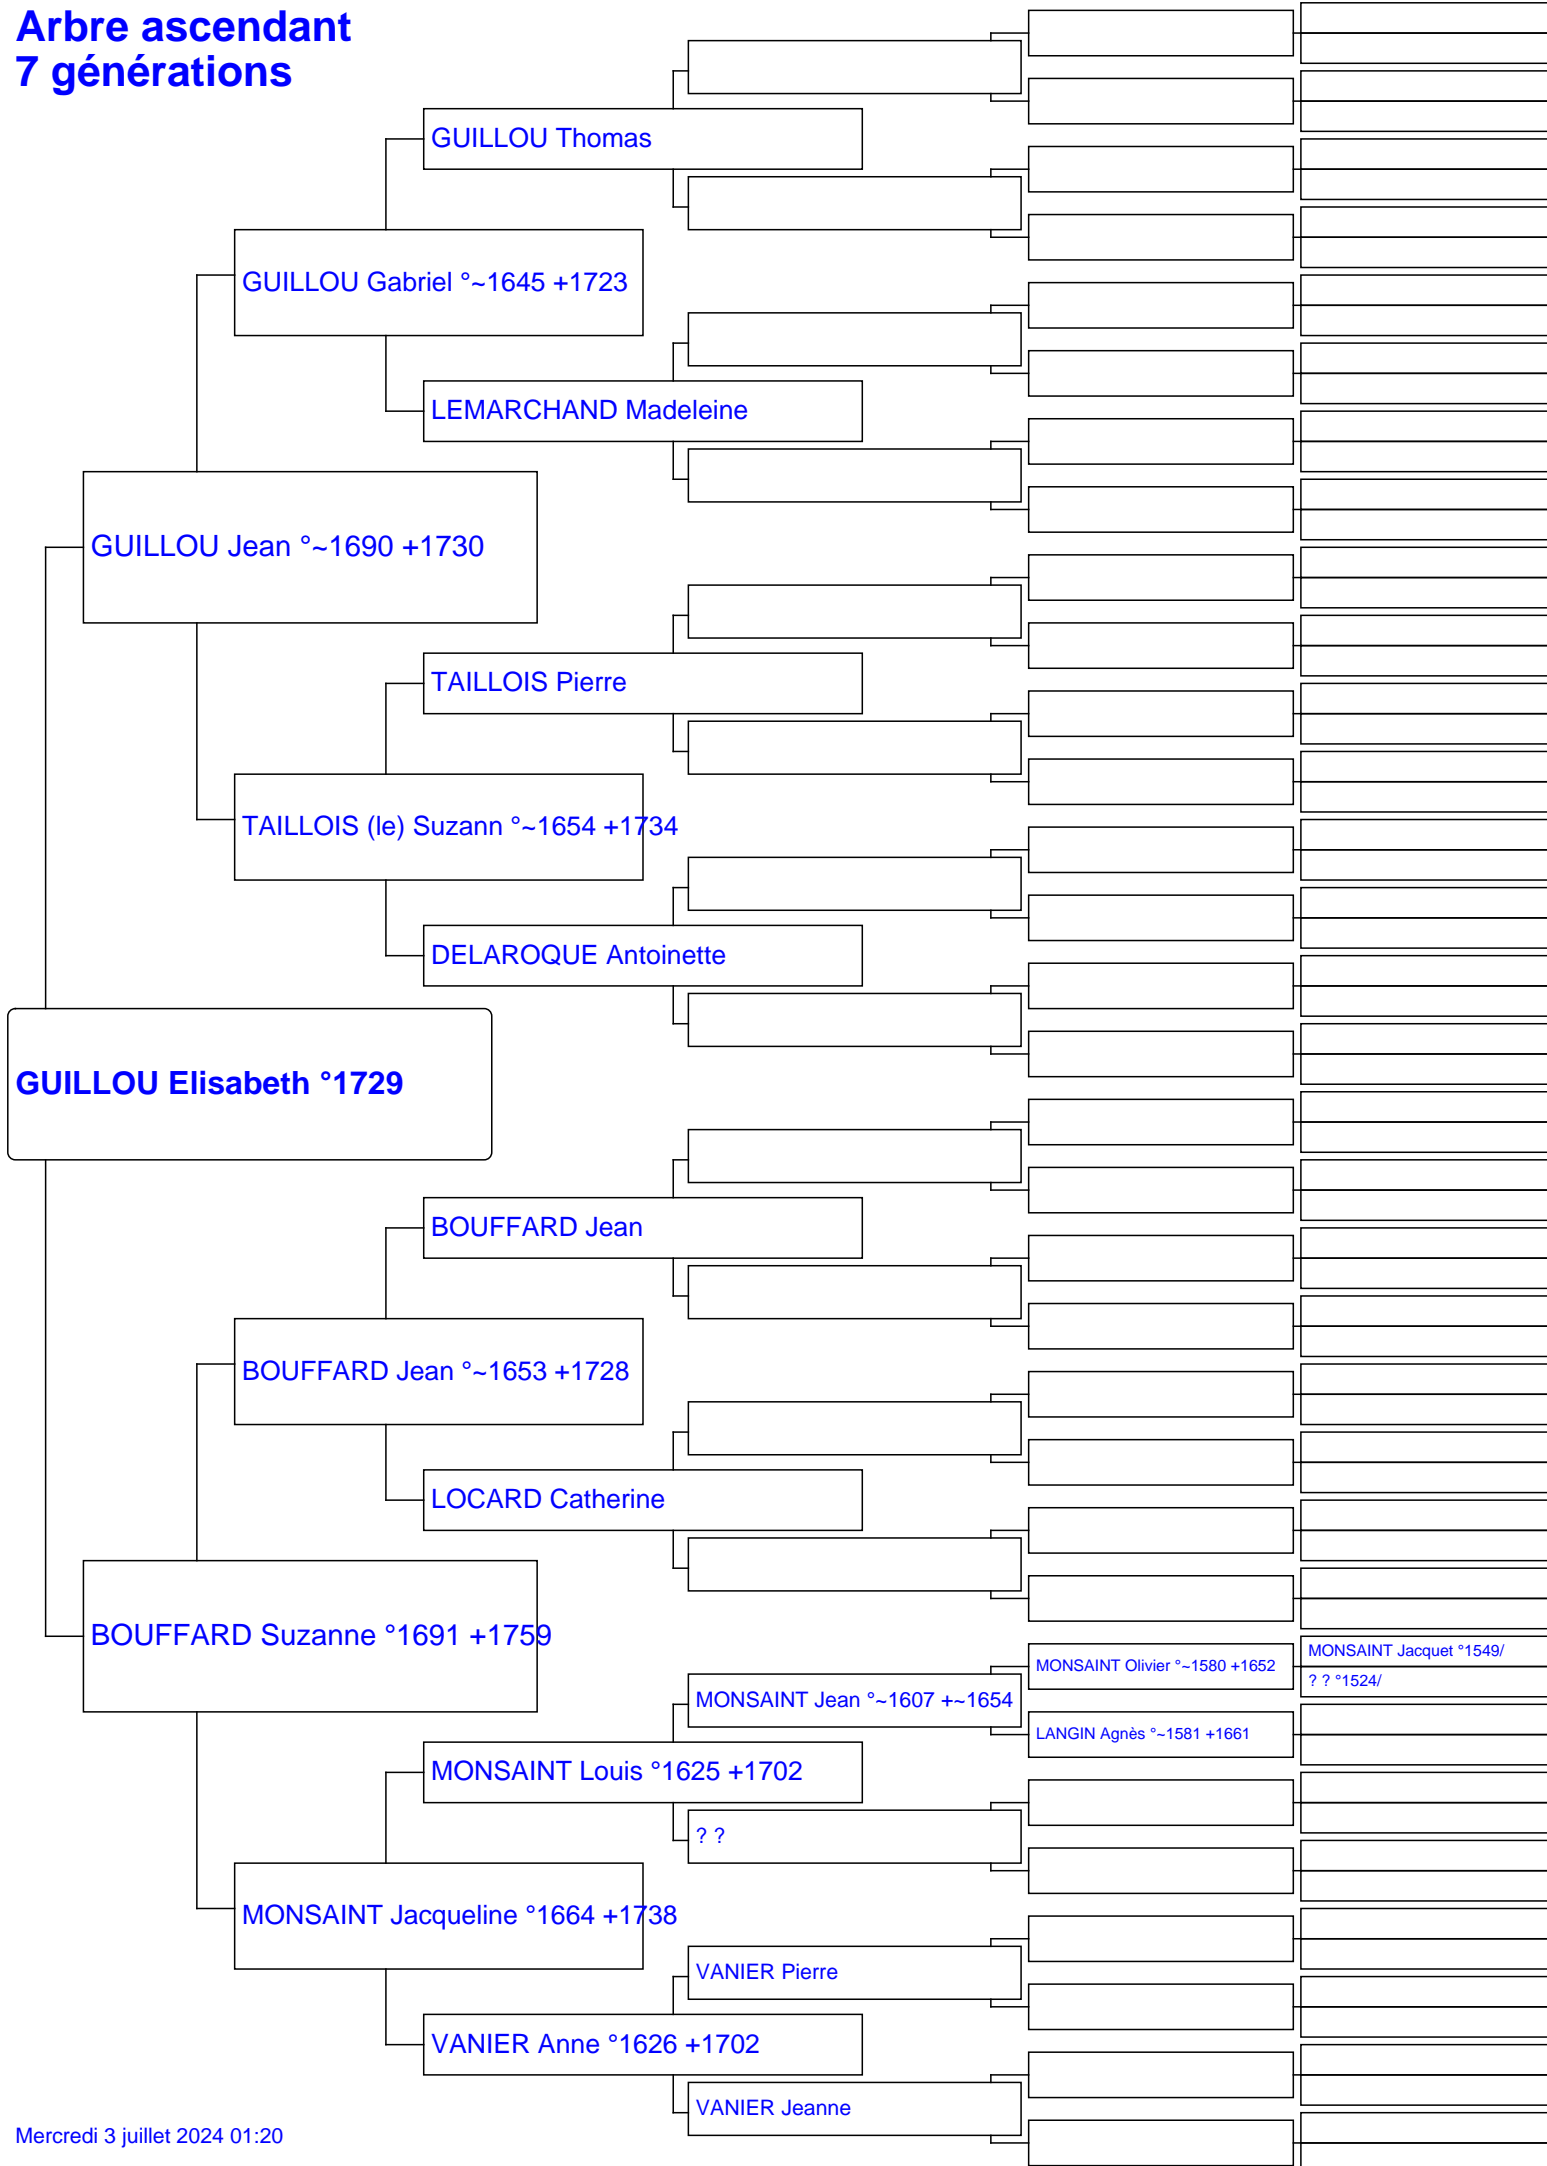 Arbre ascendant
7 générations
GUILLOU Thomas
GUILLOU Gabriel °~1645 +1723
LEMARCHAND Madeleine
GUILLOU Jean °~1690 +1730
TAILLOIS Pierre
TAILLOIS (le) Suzann °~1654 +1734
DELAROQUE Antoinette
GUILLOU Elisabeth °1729
BOUFFARD Jean
BOUFFARD Jean °~1653 +1728
LOCARD Catherine
BOUFFARD Suzanne °1691 +1759
MONSAINT Jacquet °1549/
MONSAINT Olivier °~1580 +1652
? ? °1524/
MONSAINT Jean °~1607 +~1654
LANGIN Agnès °~1581 +1661
MONSAINT Louis °1625 +1702
? ?
MONSAINT Jacqueline °1664 +1738
VANIER Pierre
VANIER Anne °1626 +1702
VANIER Jeanne
Mercredi 3 juillet 2024 01:20